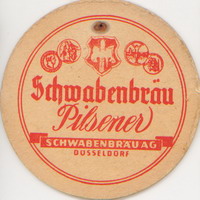 Schwabenbräu
Pilsener
SCHWABENBRÄU AG
DÜSSELDORF